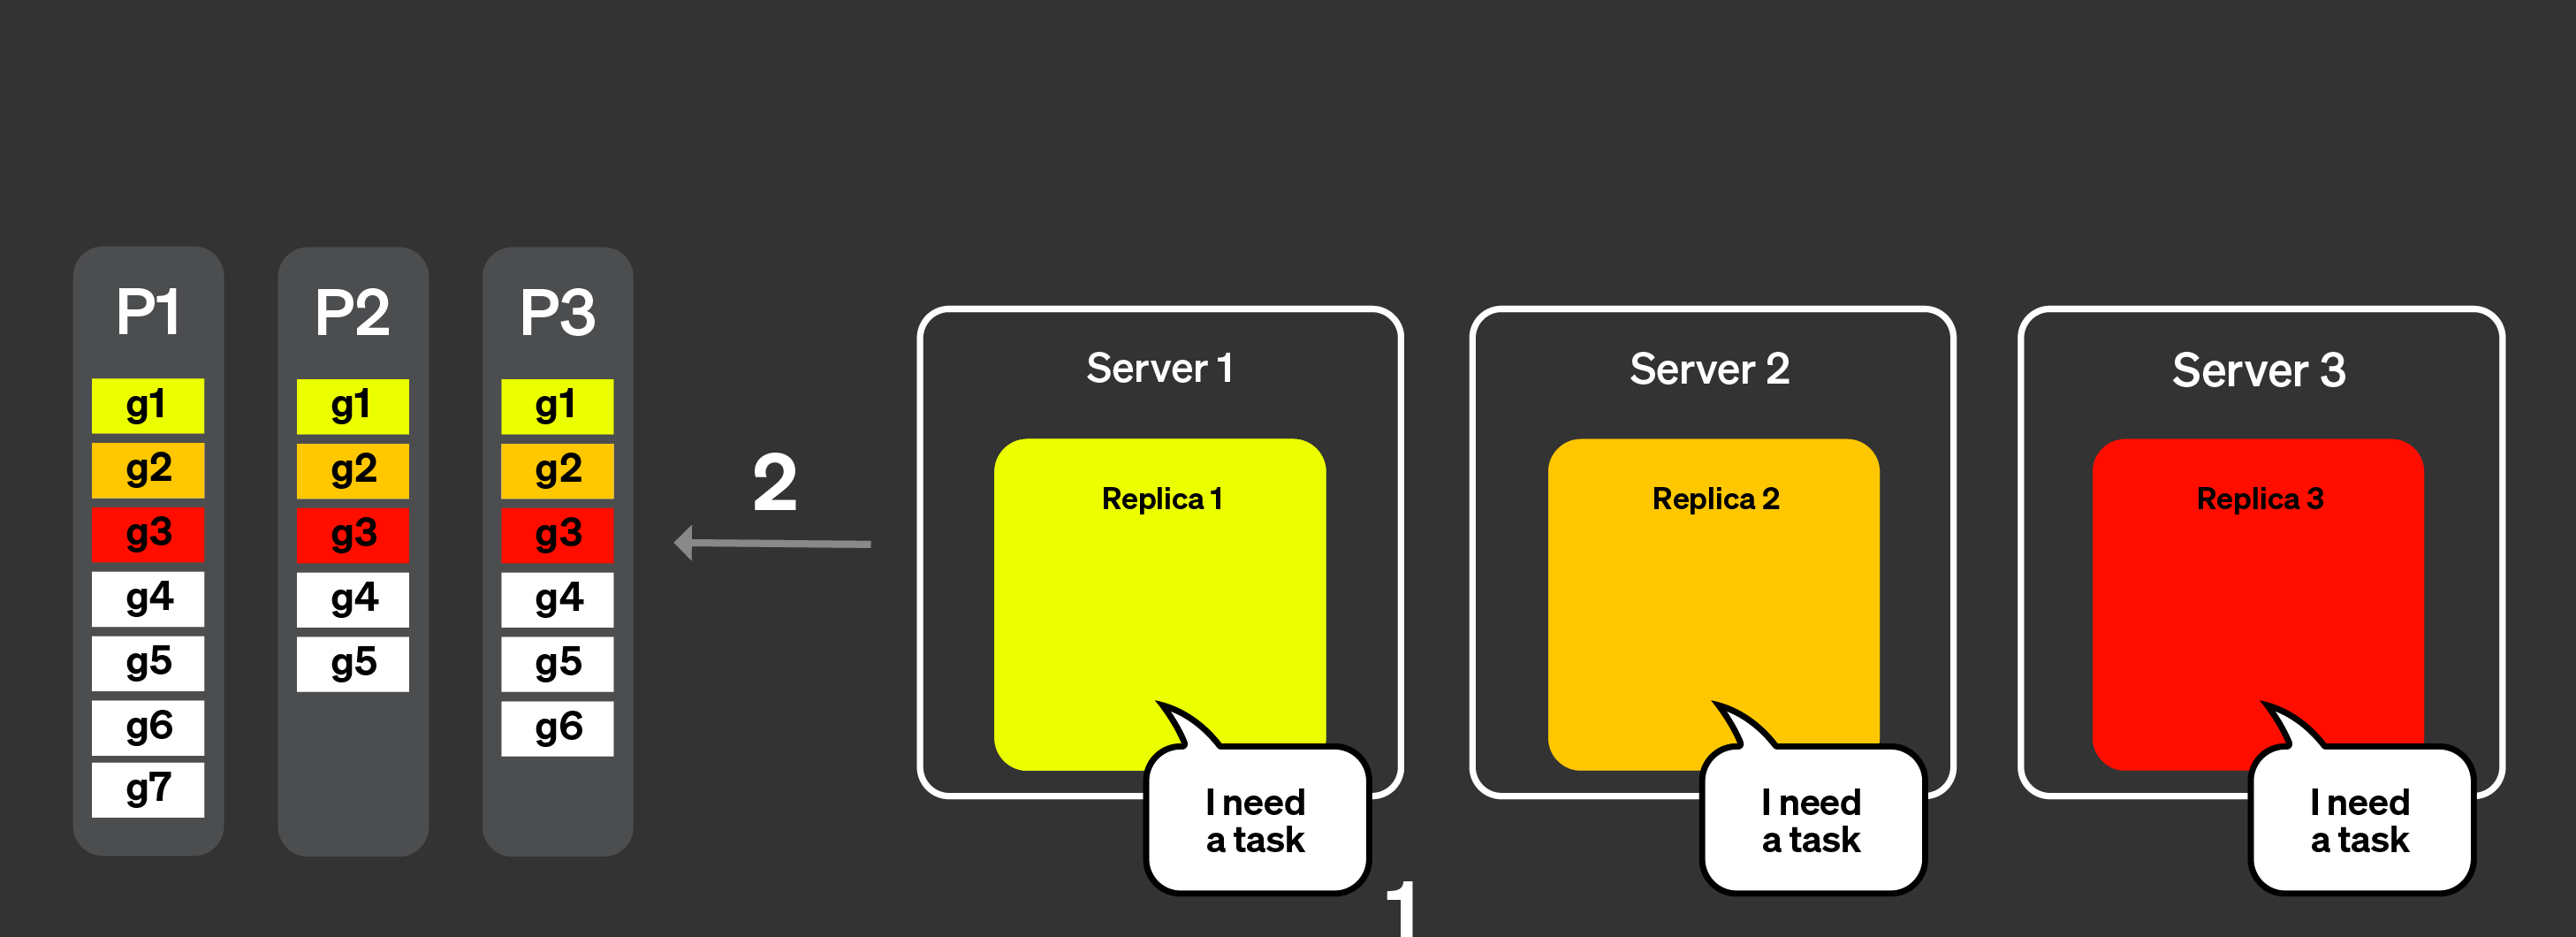 P1
g1
g2
g3
g4
g5
g6
g7
P2
g1
g2
g3
g4
g5
P3
g1
g2
g3
g4
g5
g6
2
Server 1
Replica 1
I need
a task
Server 2
Replica 2
I need
a task
Server 3
Replica 3
I need
a task
1